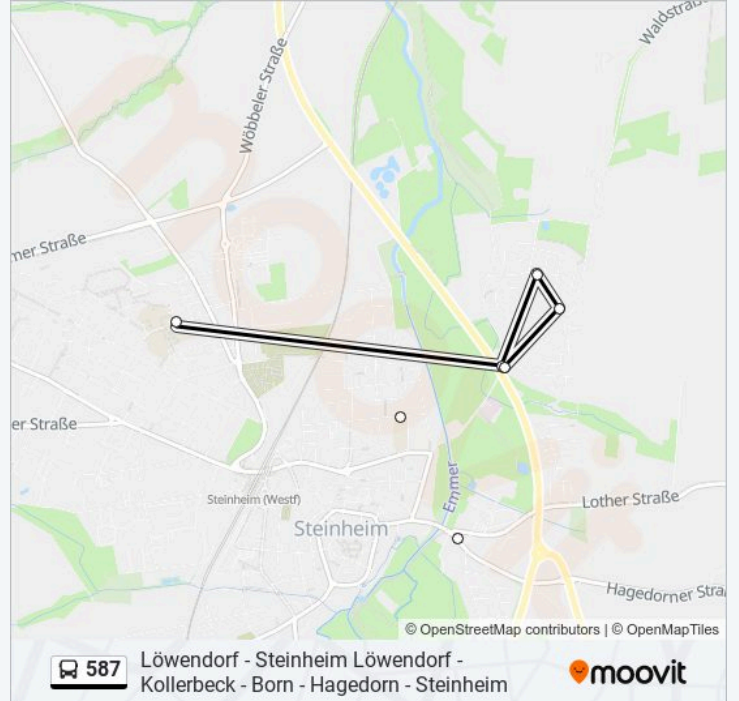 Waldstraß
Wöbbeler Straße
mer Straße
er Straße
Steinheim (Westf)
Steinheim
Emmer
Lother Straße
Hagedorner Stra
© OpenStreetMap contributors | © OpenMapTiles
587
Löwendorf - Steinheim Löwendorf -
Kollerbeck - Born - Hagedorn - Steinheim
moovit